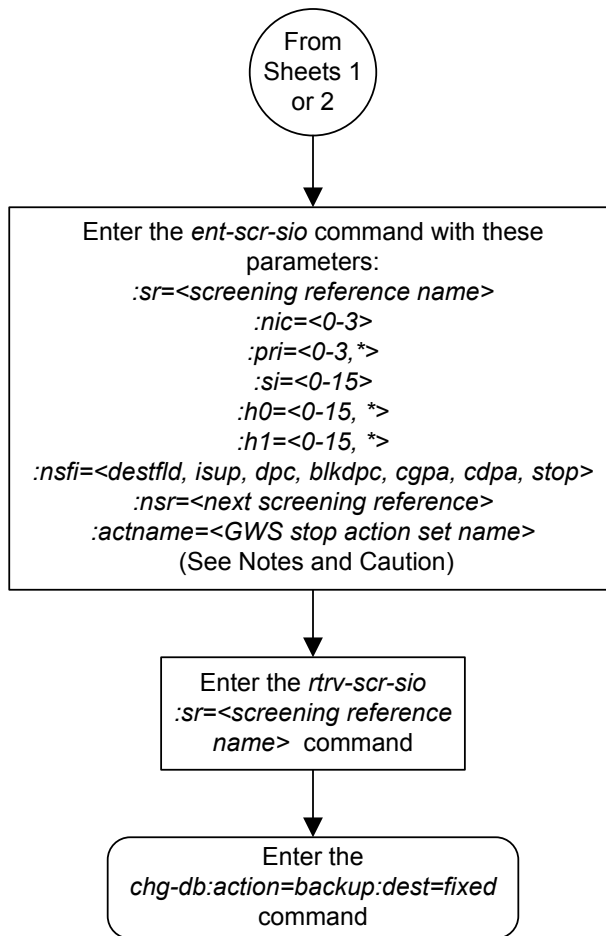 From
Sheets 1
or 2
Enter the ent-scr-sio command with these
parameters:
:sr=<screening reference name>
:nic=<0-3>
:pri=<0-3,*>
:si=<0-15>
:h0=<0-15, *>
:h1=<0-15, *>
:nsfi=<destfld, isup, dpc, blkdpc, cgpa, cdpa, stop>
:nsr=<next screening reference>
:actname=<GWS stop action set name>
(See Notes and Caution)
Enter the rtrv-scr-sio
:sr=<screening reference
name> command
Enter the
chg-db:action=backup:dest=fixed
command